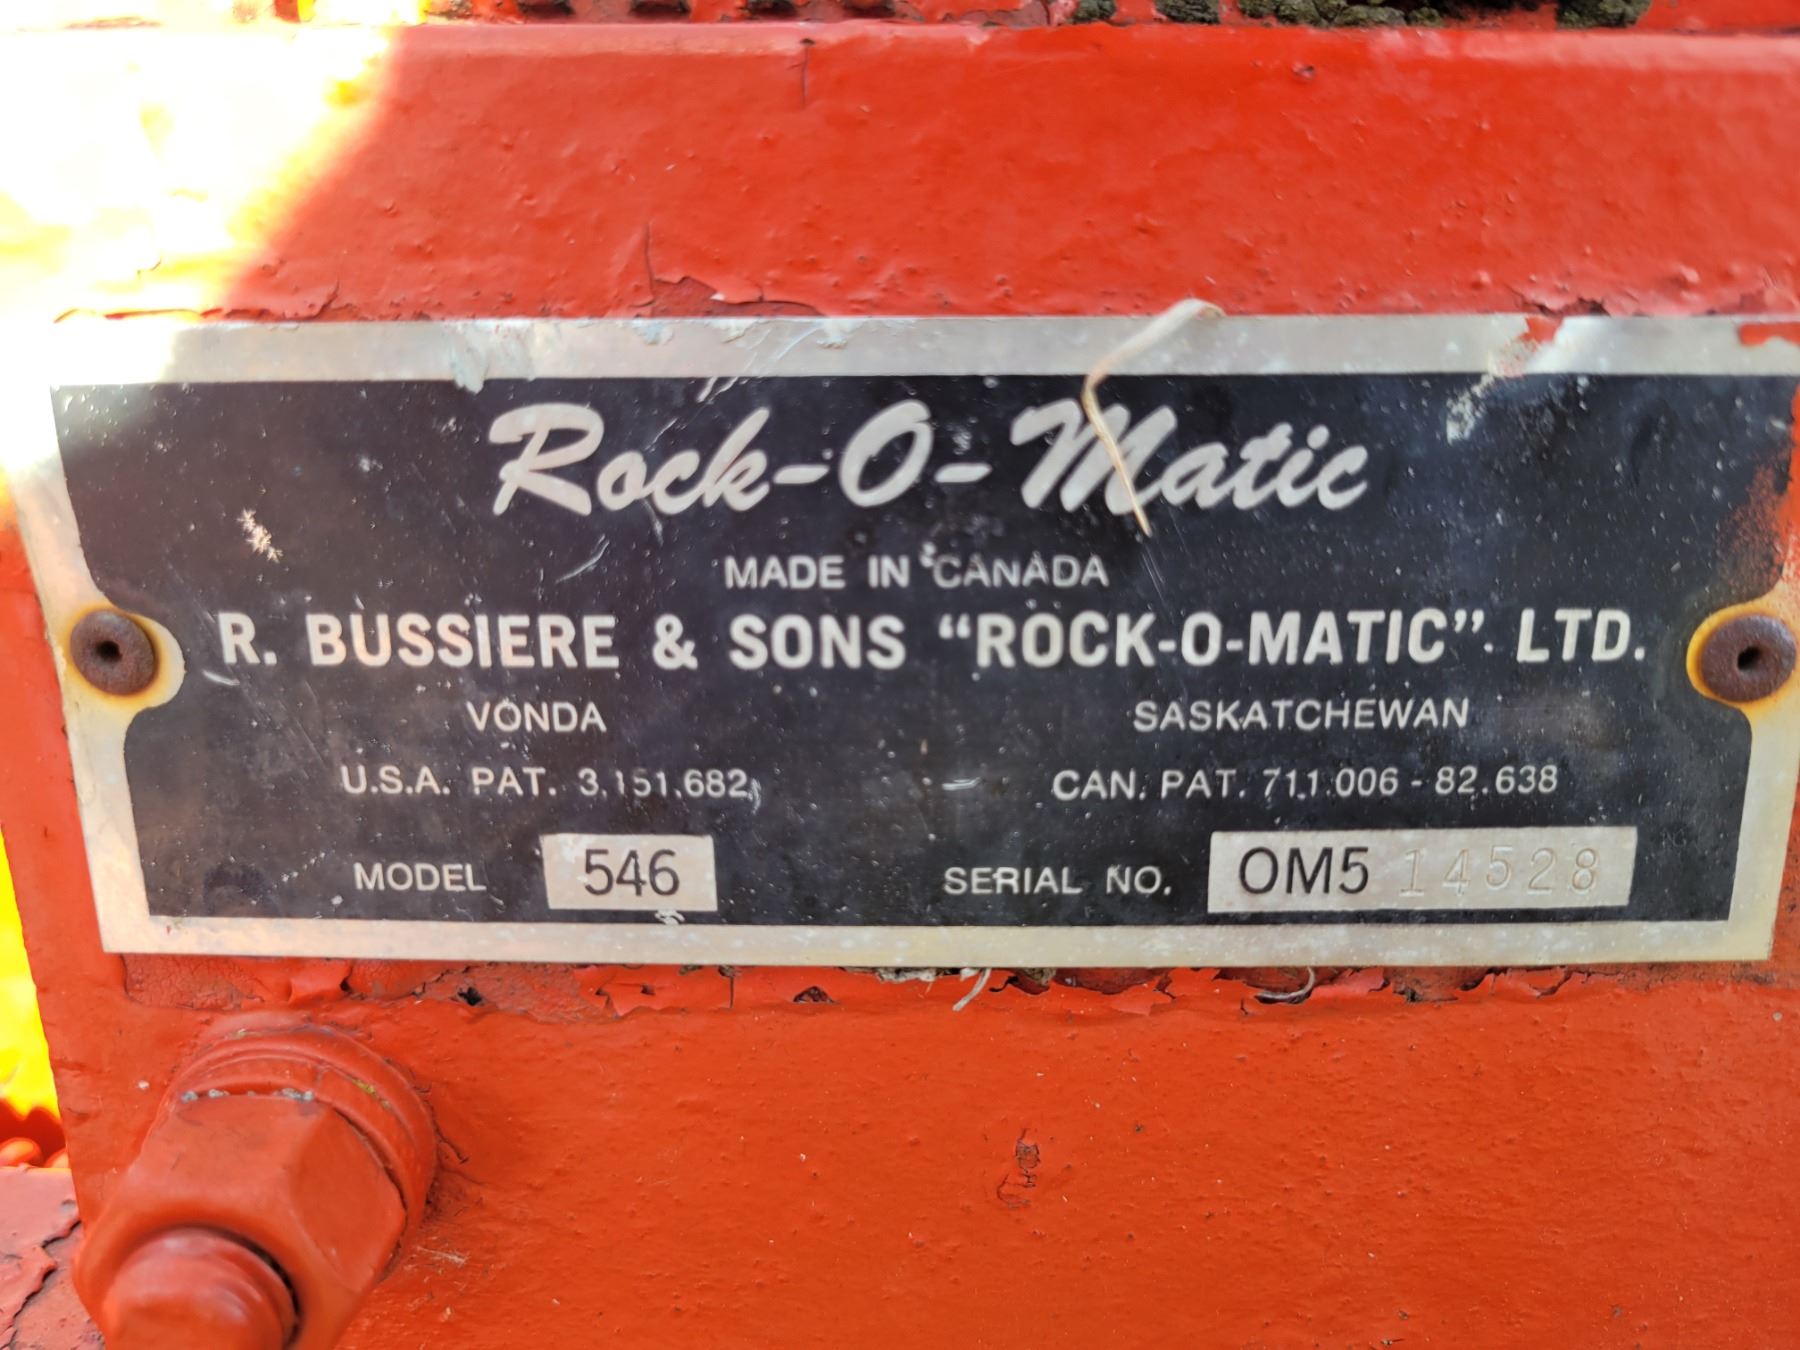 Rock-O-Matic
MADE IN CANADA
R. BUSSIERE & SONS "ROCK-O-MATIC" LTD.
VONDA SASKATCHEWAN
U.S.A. PAT. 3,151,682 CAN. PAT. 711.006 - 82.638
MODEL 546 SERIAL NO. OM5 14528